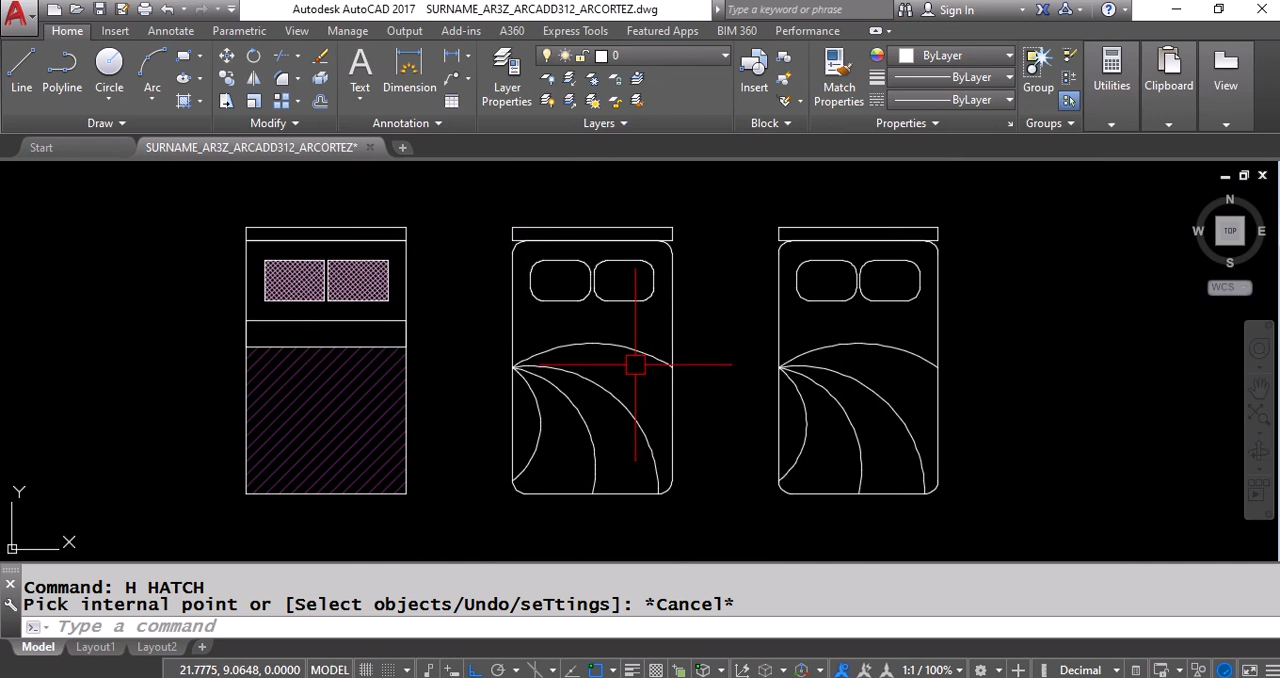 Autodesk AutoCAD 2017 SURNAME_AR3Z_ARCADD312_ARCORTEZ.dwg
Type a keyword or phrase
Sign In
Home Insert Annotate Parametric View Manage Output Add-ins A360 Express Tools Featured Apps BIM 360 Performance
Line Polyline Circle Arc
Text Dimension
Layer Properties
0
Insert
Match Properties
ByLayer
ByLayer
ByLayer
Group Utilities Clipboard View
Draw Modify Annotation Layers Block Properties Groups
Start SURNAME_AR3Z_ARCADD312_ARCORTEZ*
N
W TOP E
S
WCS
Y
X
Command: H HATCH
Pick internal point or [Select objects/Undo/seTtings]: *Cancel*
Type a command
Model Layout1 Layout2
21.7775, 9.0648, 0.0000 MODEL 1:1 / 100% Decimal